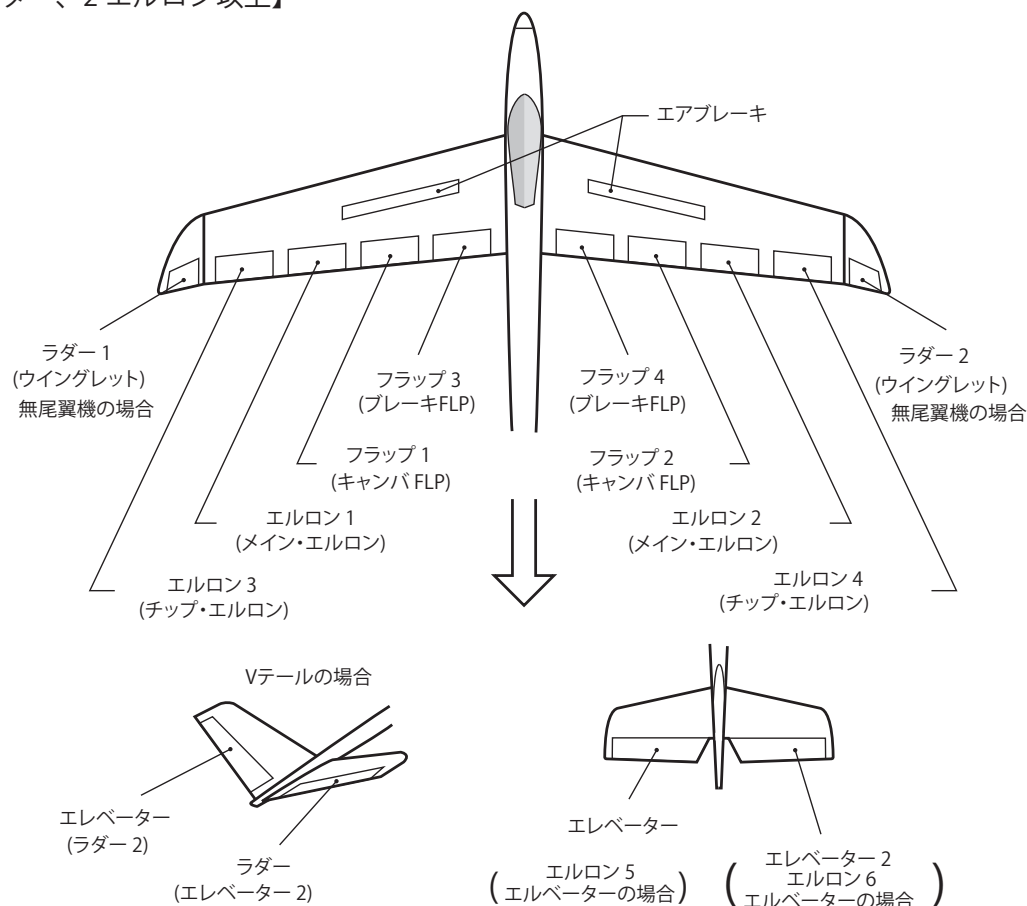 ダー、2 エルロン以上】
エアブレーキ
ラダー 1
(ウイングレット)
無尾翼機の場合
フラップ 3
(ブレーキFLP)
フラップ 4
(ブレーキFLP)
ラダー 2
(ウイングレット)
無尾翼機の場合
フラップ 1
(キャンバ FLP)
フラップ 2
(キャンバ FLP)
エルロン 1
(メイン・エルロン)
エルロン 2
(メイン・エルロン)
エルロン 3
(チップ・エルロン)
エルロン 4
(チップ・エルロン)
Vテールの場合
エレベーター
(ラダー 2)
ラダー
(エレベーター 2)
エレベーター
(エルロン 5
エルベーターの場合)
(エレベーター 2
エルロン 6
エルベーターの場合)